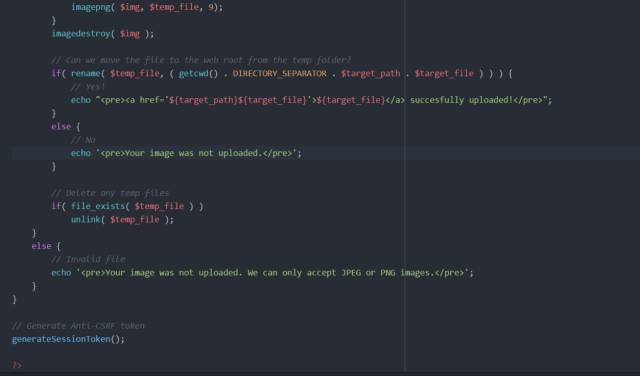 imagepng( $img, $temp_file, 9);
}
imagedestroy( $img );
// Can we move the file to the web root from the temp folder?
if( rename( $temp_file, ( getcwd() . DIRECTORY_SEPARATOR . $target_path . $target_file ) ) ) {
// Yes!
echo "<pre><a href='${target_path}${target_file}'>${target_file}</a> succesfully uploaded!</pre>";
}
else {
// No
echo '<pre>Your image was not uploaded.</pre>';
}
// Delete any temp files
if( file_exists( $temp_file ) )
unlink( $temp_file );
}
else {
// Invalid file
echo '<pre>Your image was not uploaded. We can only accept JPEG or PNG images.</pre>';
}
}
// Generate Anti-CSRF token
generateSessionToken();
?>